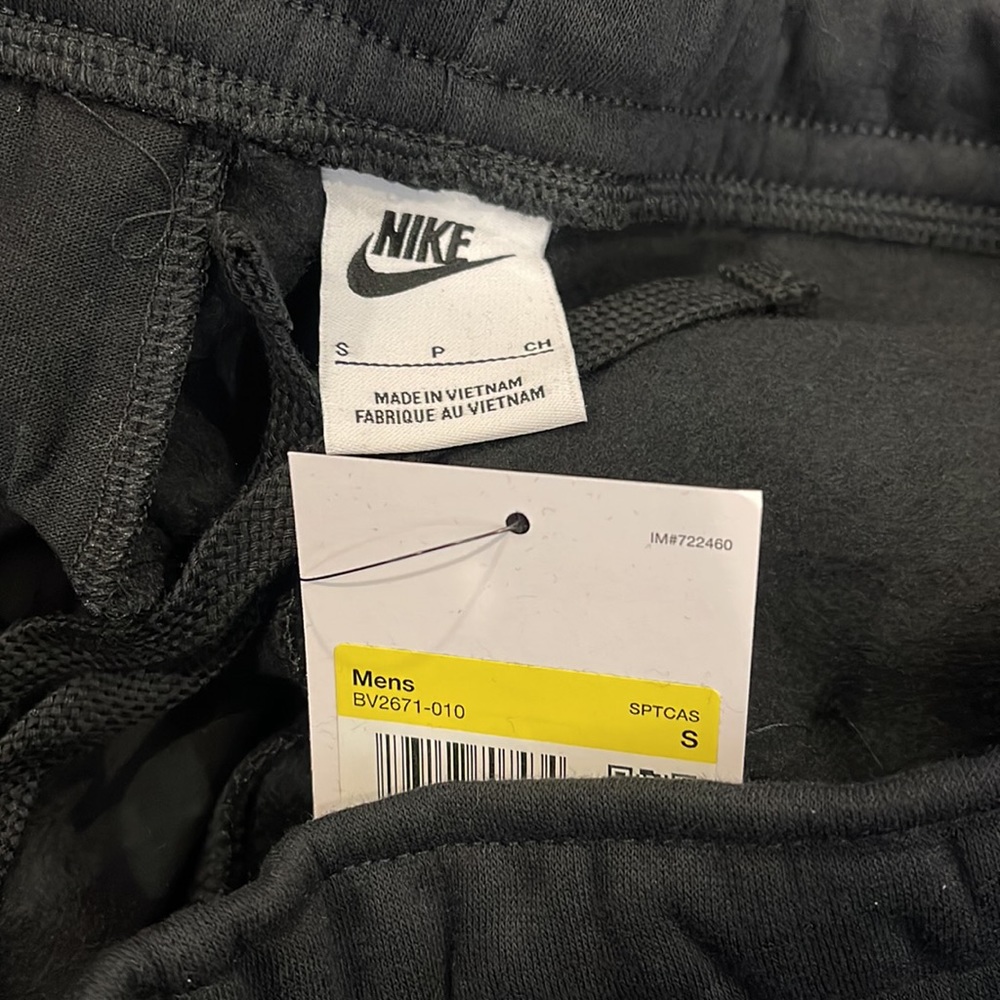 NIKE
S P CH
MADE IN VIETNAM
FABRIQUE AU VIETNAM
IM#722460
Mens
BV2671-010
SPTCAS
S